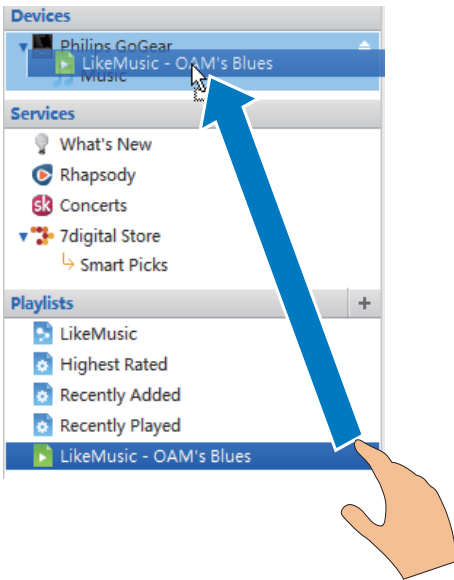 Devices
Philips GoGear
LikeMusic - OAM's Blues
Music
Services
What's New
Rhapsody
sk Concerts
7digital Store
Smart Picks
Playlists +
LikeMusic
Highest Rated
Recently Added
Recently Played
LikeMusic - OAM's Blues